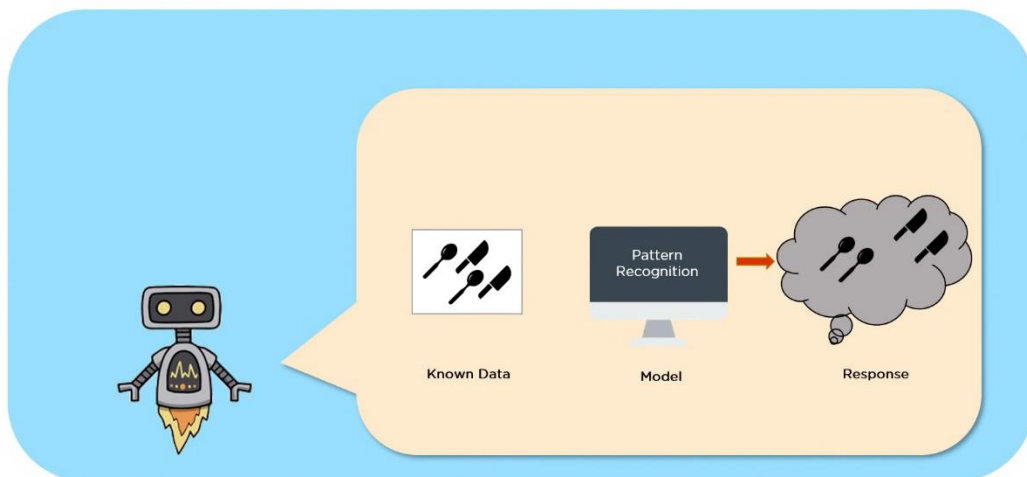 Pattern
Recognition
Known Data
Model
Response